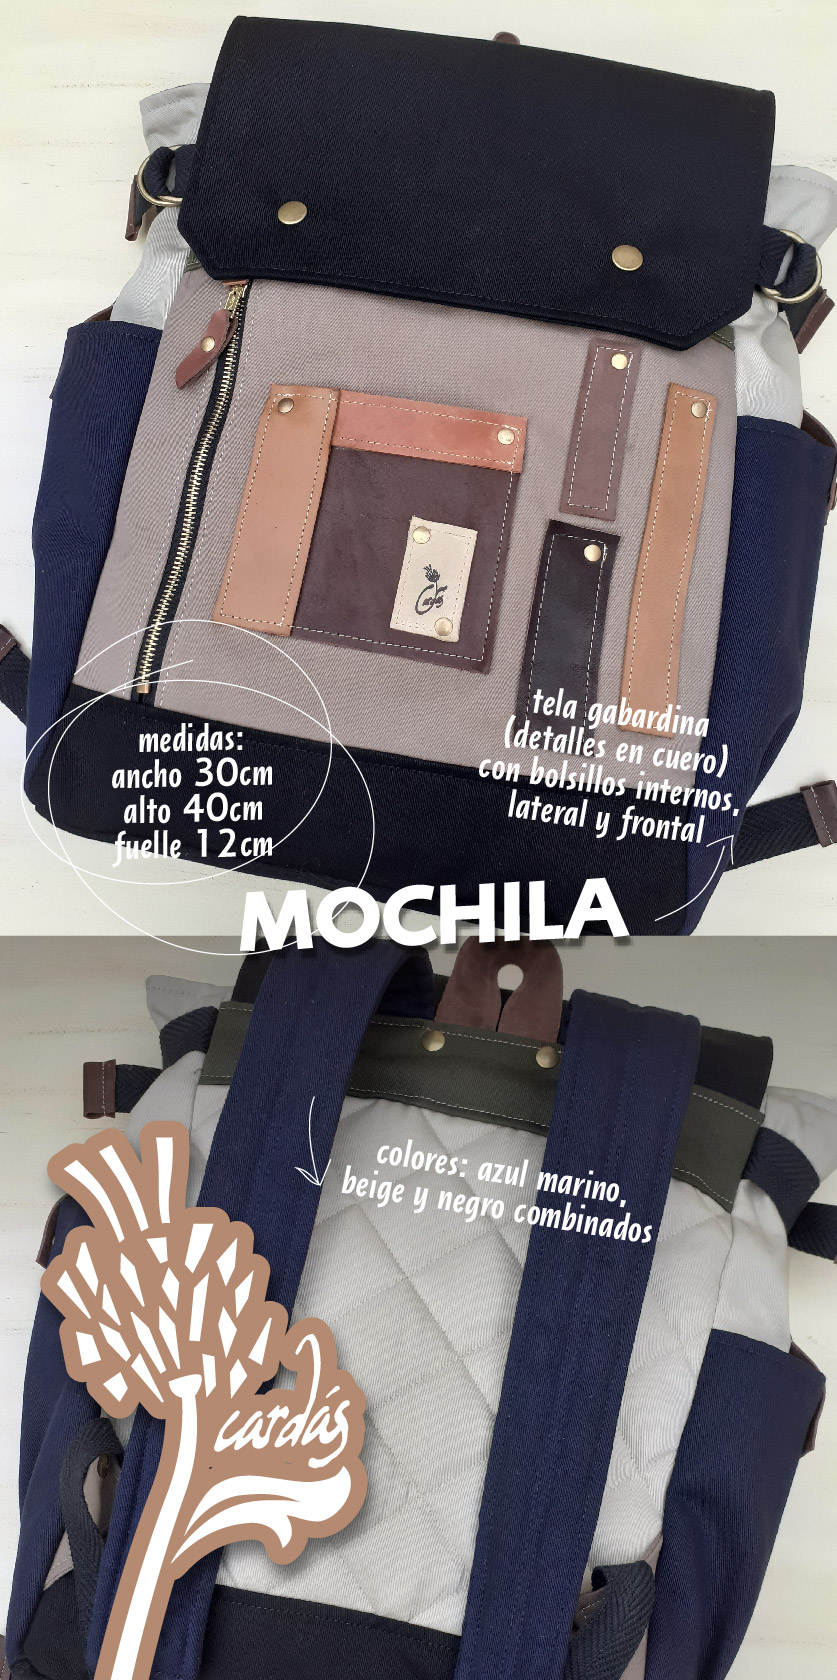 Cardás
medidas:
ancho 30cm
alto 40cm
fuelle 12cm
tela gabardina
(detalles en cuero)
con bolsillos internos,
lateral y frontal
MOCHILA
colores: azul marino,
beige y negro combinados
cardás